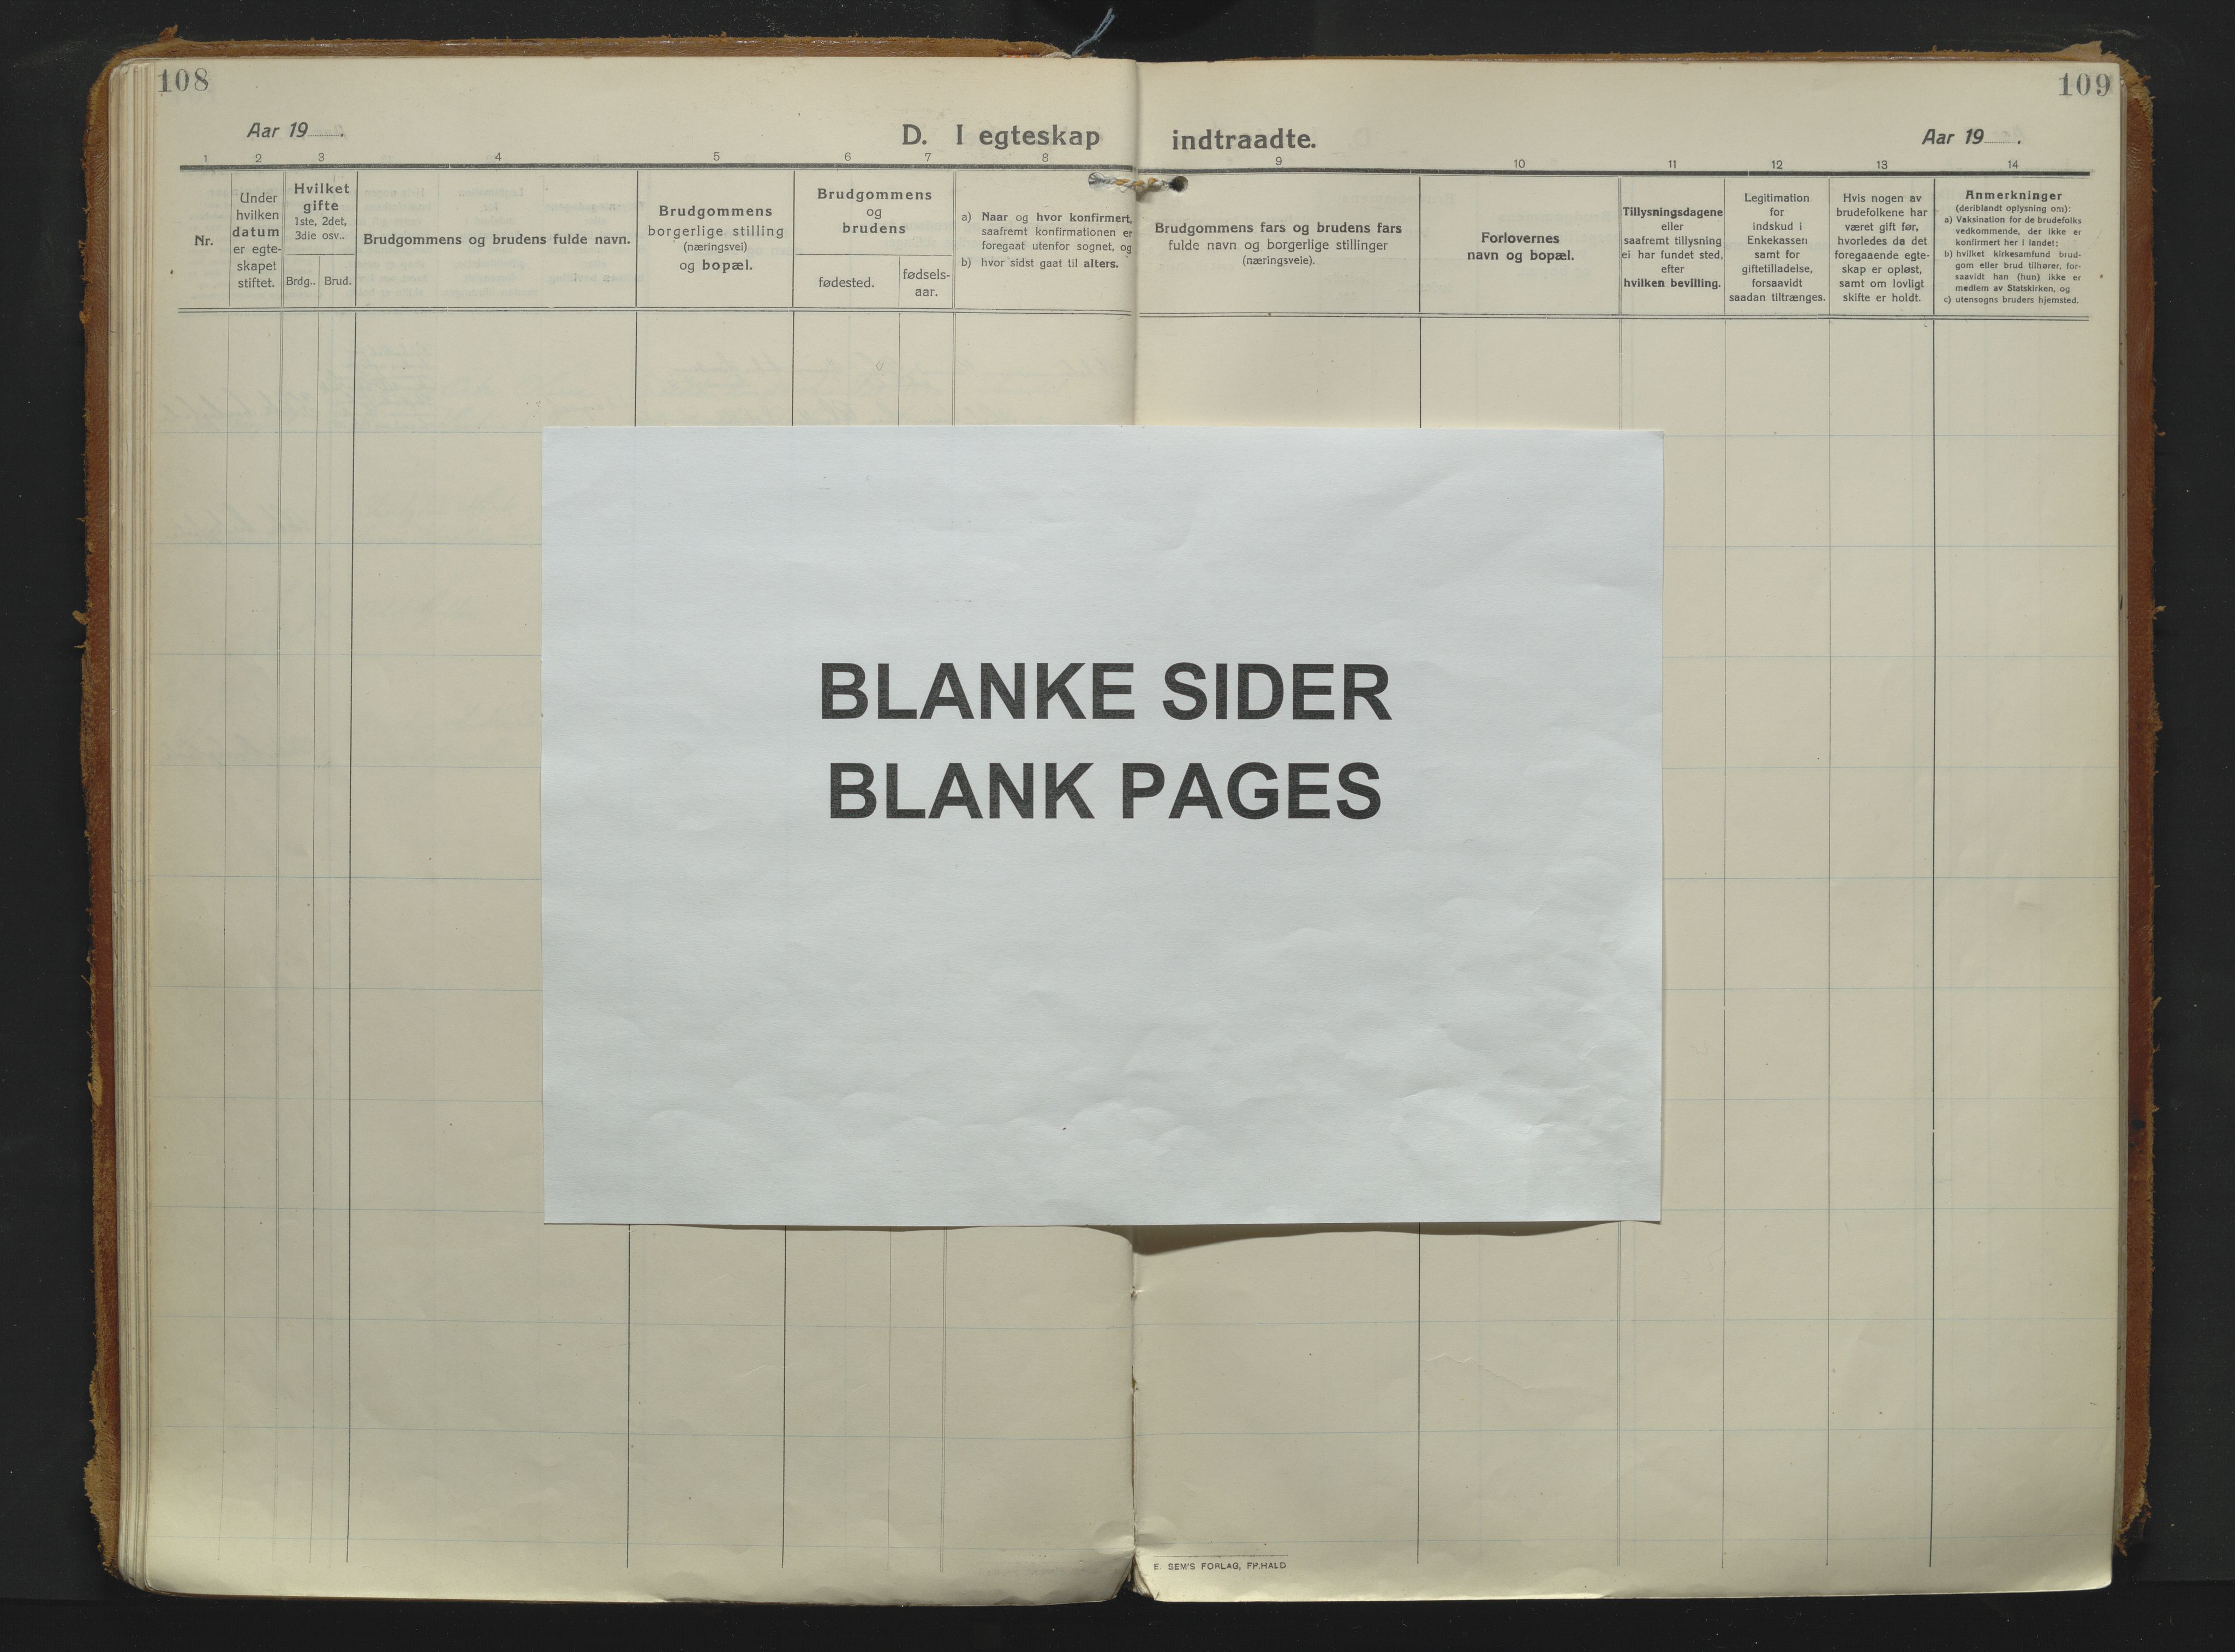 108
109
Aar 19 .
D. I egteskap indtraadte.
Aar 19 .
1 2 3 4 5 6 7 8 9 10 11 12 13 14
Nr.
Under
hvilken
datum
er egte-
skapet
stiftet.
Hvilket
gifte
1ste, 2det,
3die osv..
Brdg.. Brud.
Brudgommens og brudens fulde navn.
Brudgommens
borgerlige stilling
(næringsvei)
og bopæl.
Brudgommens
og
brudens
fødested.
fødsels-
aar.
a) Naar og hvor konfirmert,
saafremt konfirmationen er
foregaat utenfor sognet, og
b) hvor sidst gaat til alters.
Brudgommens fars og brudens fars
fulde navn og borgerlige stillinger
(næringsveie).
Forlovernes
navn og bopæl.
Tillysningsdagene
eller
saafremt tillysning
ei har fundet sted,
efter
hvilken bevilling.
Legitimation
for
indskud i
Enkekassen
samt for
giftetilladelse,
forsaavidt
saadan tiltrænges.
Hvis nogen av
brudefolkene har
været gift før,
hvorledes da det
foregaaende egte-
skap er opløst,
samt om lovligt
skifte er holdt.
Anmerkninger
(deriblandt oplysning om):
a) Vaksination for de brudefolks
vedkommende, der ikke er
konfirmert her i landet;
b) hvilket kirkesamfund brud-
gom eller brud tilhører, for-
saavidt han (hun) ikke er
medlem av Statskirken, og
c) utensogns bruders hjemsted.
BLANKE SIDER
BLANK PAGES
E. SEM'S FORLAG, FR.HALD